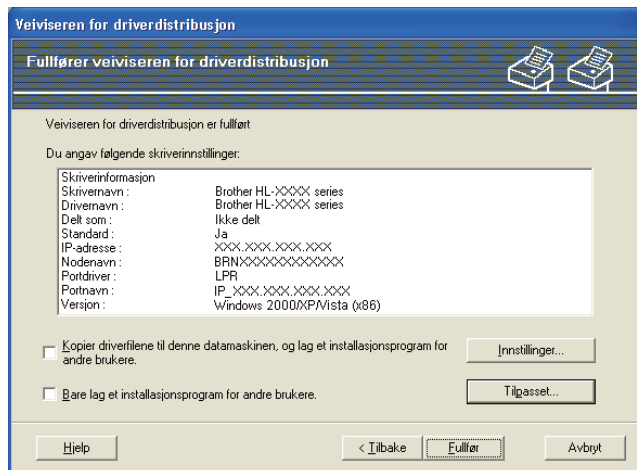 Veiviseren for driverdistribusjon
Fullfører veiviseren for driverdistribusjon
Veiviseren for driverdistribusjon er fullført
Du angav følgende skriverinnstillinger:
Skriverinformasjon
Skrivernavn : Brother HL-XXXX series
Drivernavn : Brother HL-XXXX series
Delt som : Ikke delt
Standard : Ja
IP-adresse : XXX.XXX.XXX.XXX
Nodenavn : BRNXXXXXXXXXXXX
Portdriver : LPR
Portnavn : IP_XXX.XXX.XXX.XXX
Versjon : Windows 2000/XP/Vista (x86)
Kopier driverfilene til denne datamaskinen, og lag et installasjonsprogram for
andre brukere.
Innstillinger...
Bare lag et installasjonsprogram for andre brukere.
Tilpasset...
Hjelp
< Tilbake
Fullfør
Avbryt